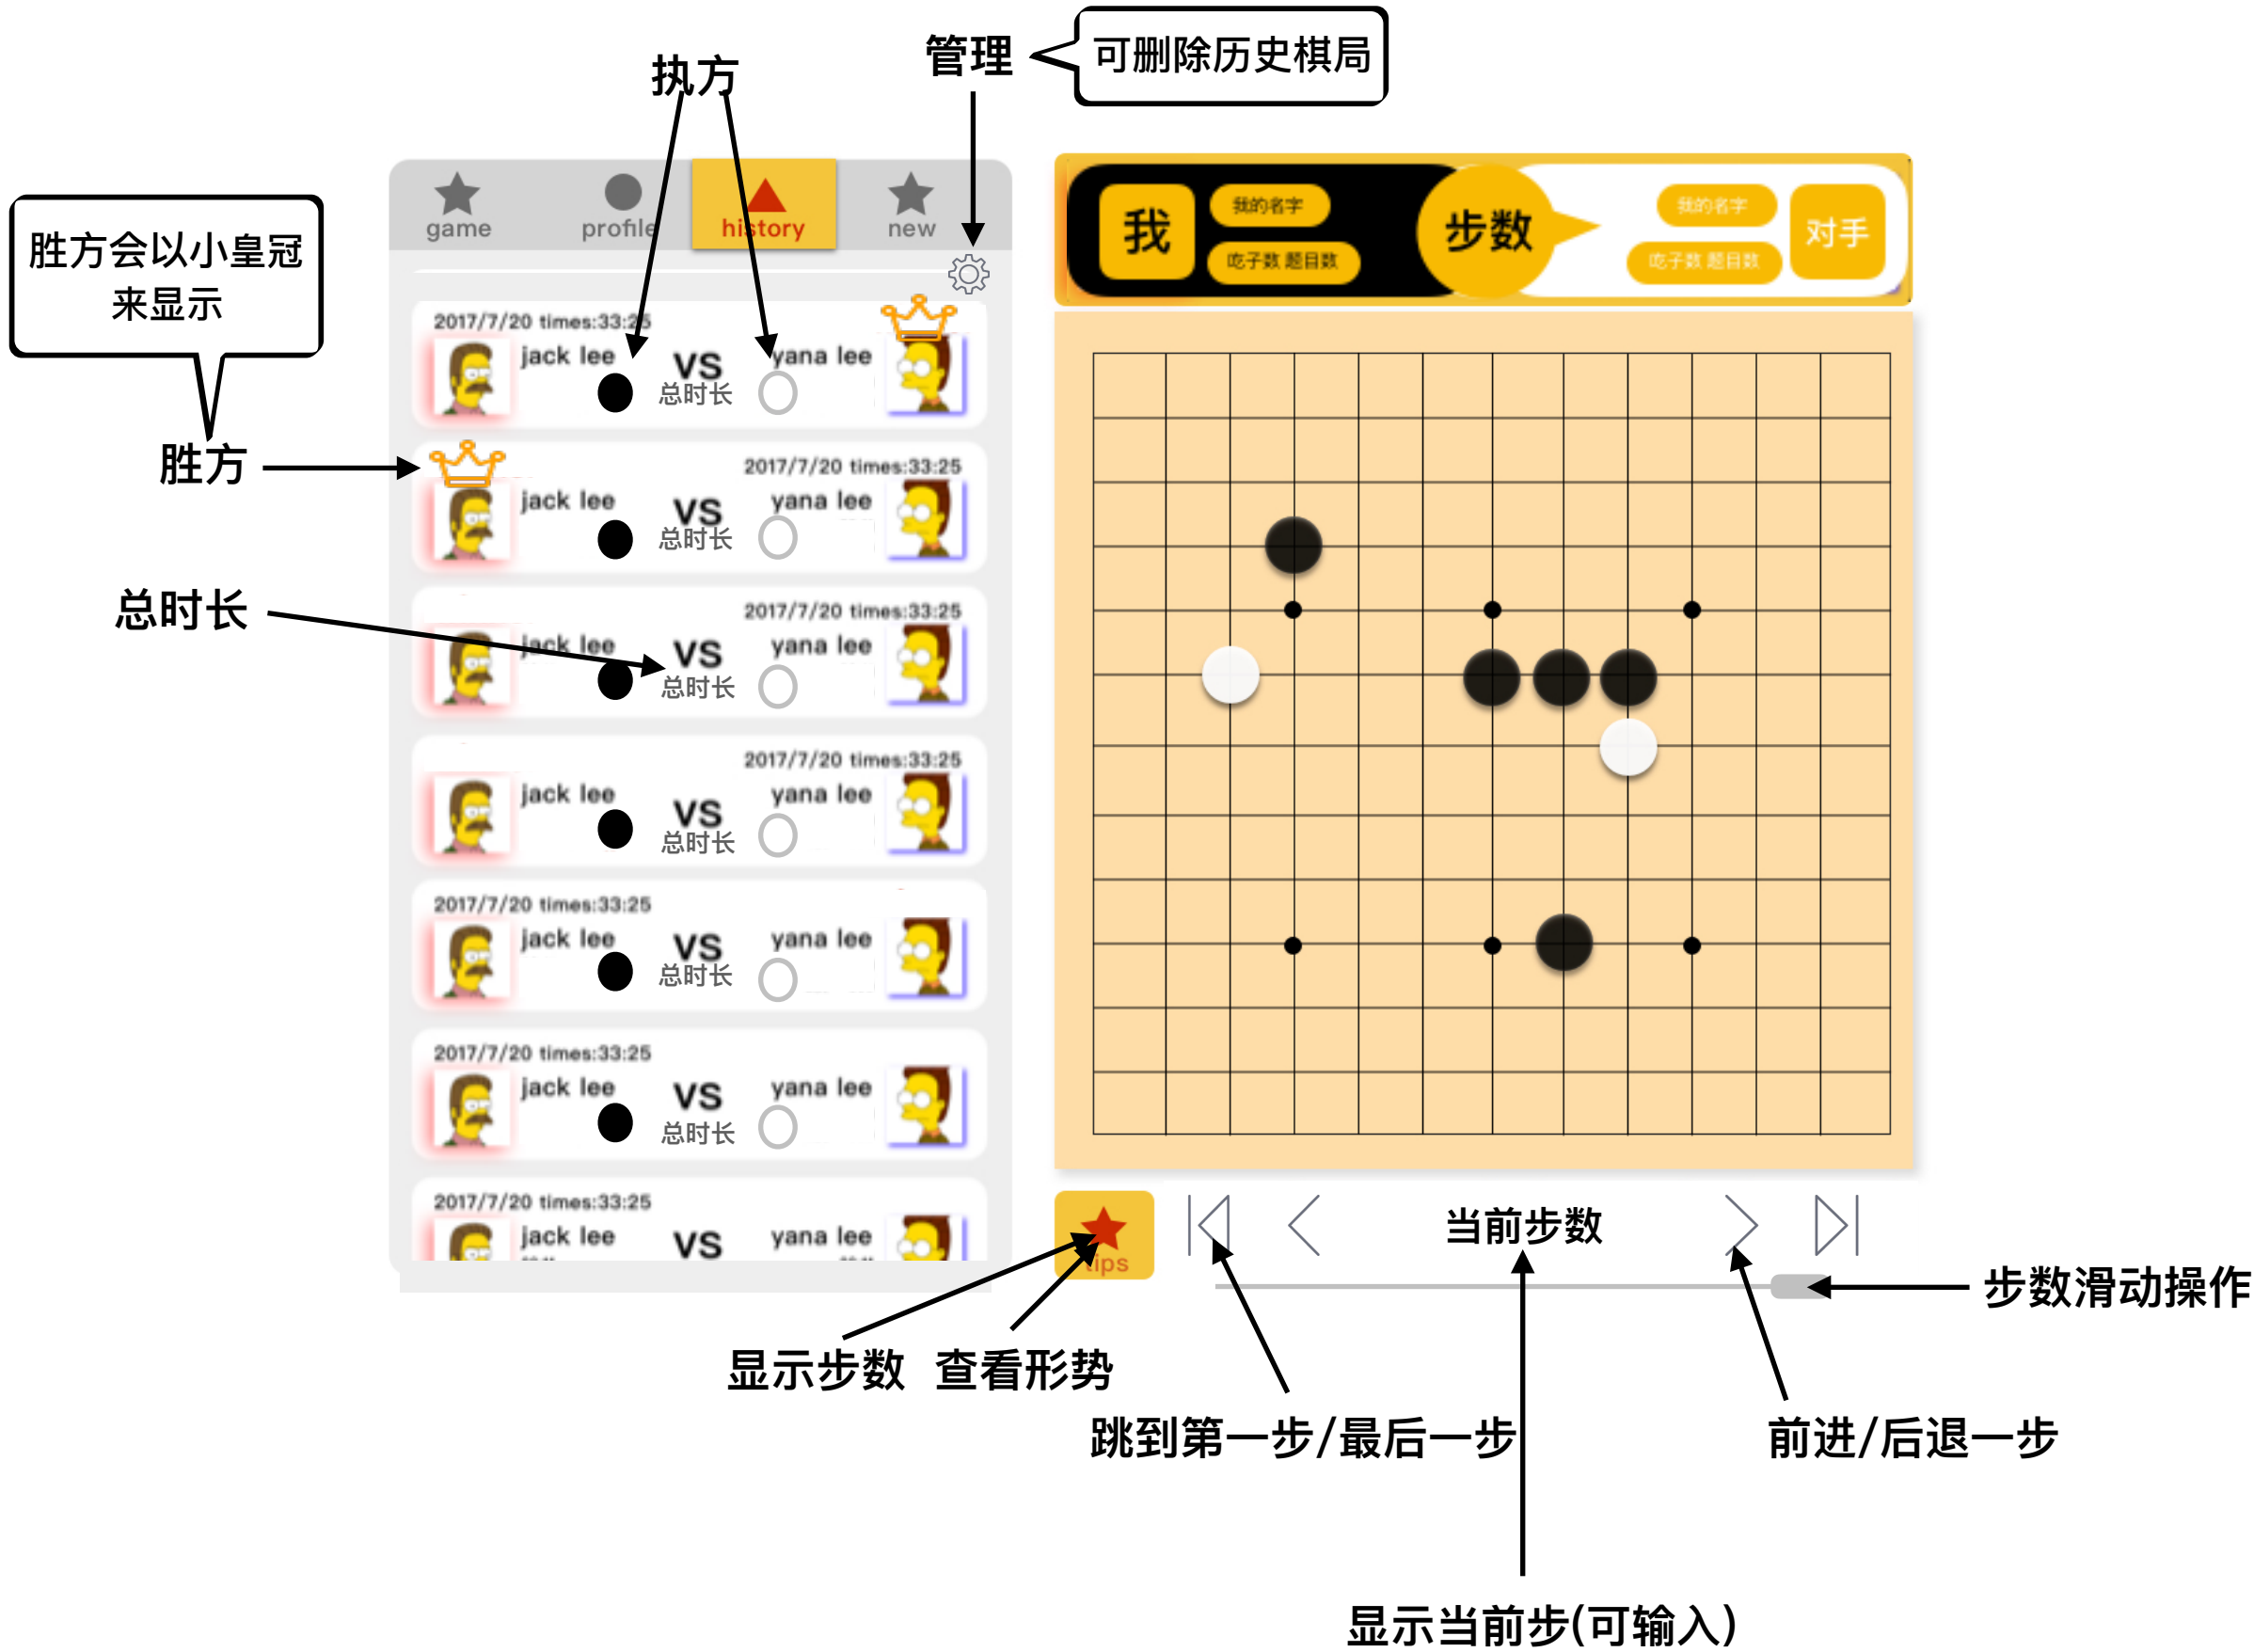 管理
可删除历史棋局
执方
胜方会以小皇冠
来显示
game
profile
history
new
我
我的名字
吃子数 题目数
步数
我的名字
吃子数 题目数
对手
2017/7/20 times:33:25
jack lee
VS
yana lee
总时长
胜方
2017/7/20 times:33:25
jack lee
VS
yana lee
总时长
总时长
2017/7/20 times:33:25
jack lee
VS
yana lee
总时长
2017/7/20 times:33:25
jack lee
VS
yana lee
总时长
2017/7/20 times:33:25
jack lee
VS
yana lee
总时长
2017/7/20 times:33:25
jack lee
VS
yana lee
总时长
2017/7/20 times:33:25
jack lee
VS
yana lee
tips
当前步数
步数滑动操作
显示步数 查看形势
跳到第一步/最后一步
前进/后退一步
显示当前步(可输入)